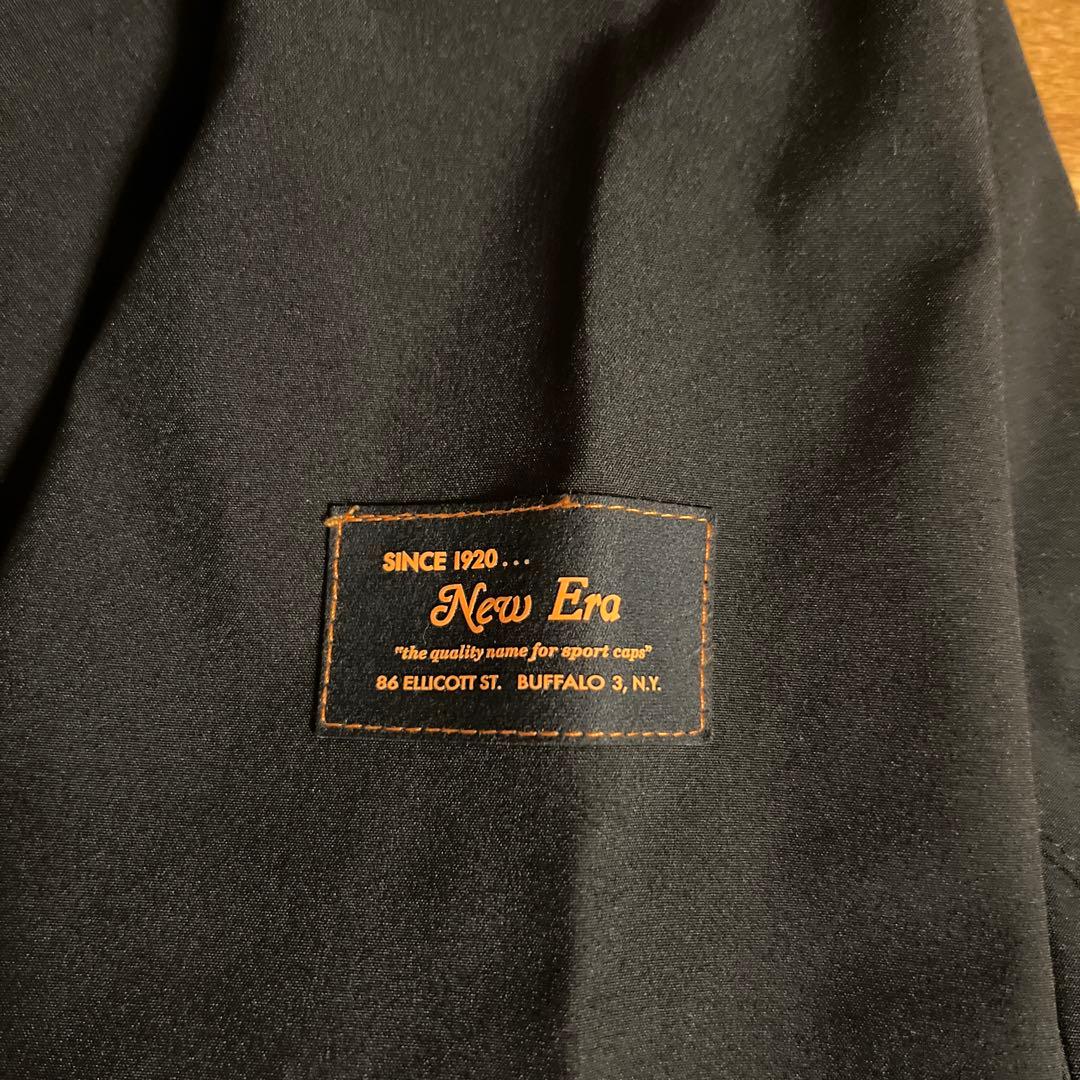 SINCE 1920...
New Era
"the quality name for sport caps"
86 ELLICOTT ST. BUFFALO 3, N.Y.